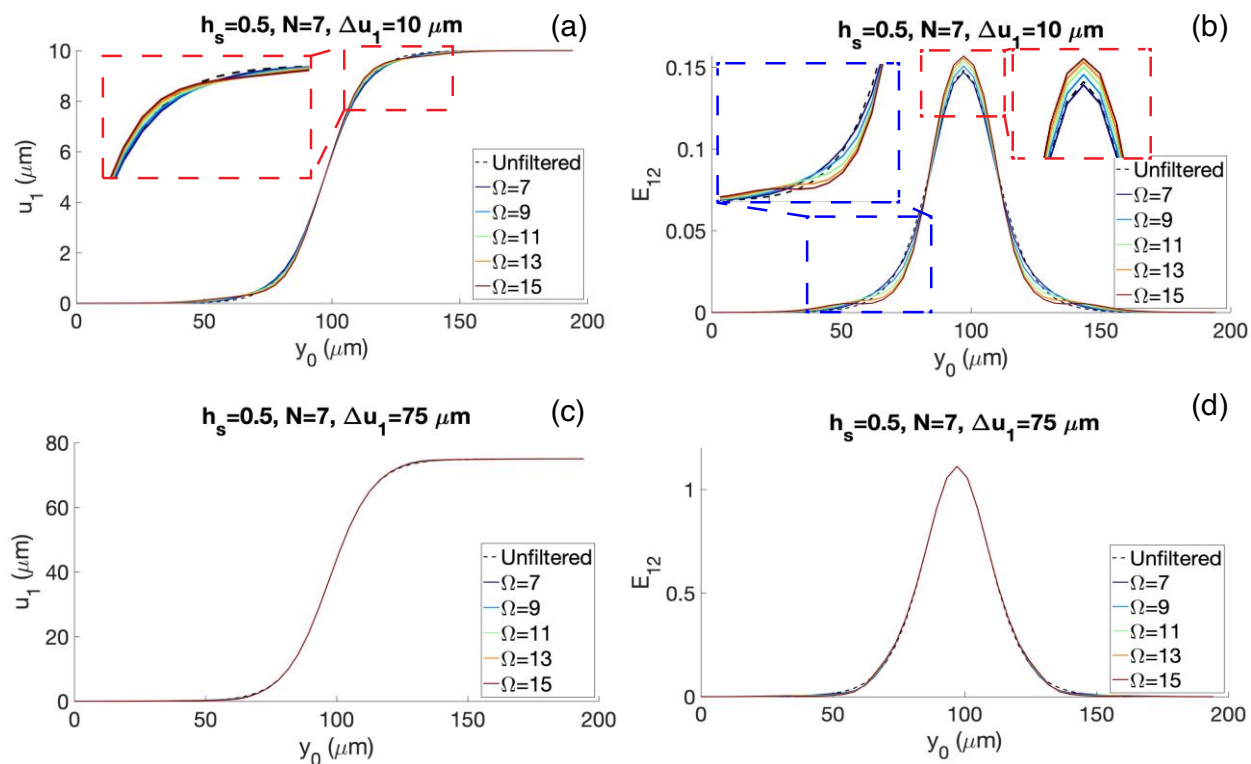 h_s=0.5, N=7, Δu_1=10 μm
(a)
10
8
6
4
2
0
u_1 (μm)
Unfiltered
Ω=7
Ω=9
Ω=11
Ω=13
Ω=15
0 50 100 150 200
y_0 (μm)
h_s=0.5, N=7, Δu_1=10 μm
(b)
0.15
0.1
0.05
0
E_12
Unfiltered
Ω=7
Ω=9
Ω=11
Ω=13
Ω=15
0 50 100 150 200
y_0 (μm)
h_s=0.5, N=7, Δu_1=75 μm
(c)
80
60
40
20
0
u_1 (μm)
Unfiltered
Ω=7
Ω=9
Ω=11
Ω=13
Ω=15
0 50 100 150 200
y_0 (μm)
h_s=0.5, N=7, Δu_1=75 μm
(d)
1
0.5
0
E_12
Unfiltered
Ω=7
Ω=9
Ω=11
Ω=13
Ω=15
0 50 100 150 200
y_0 (μm)